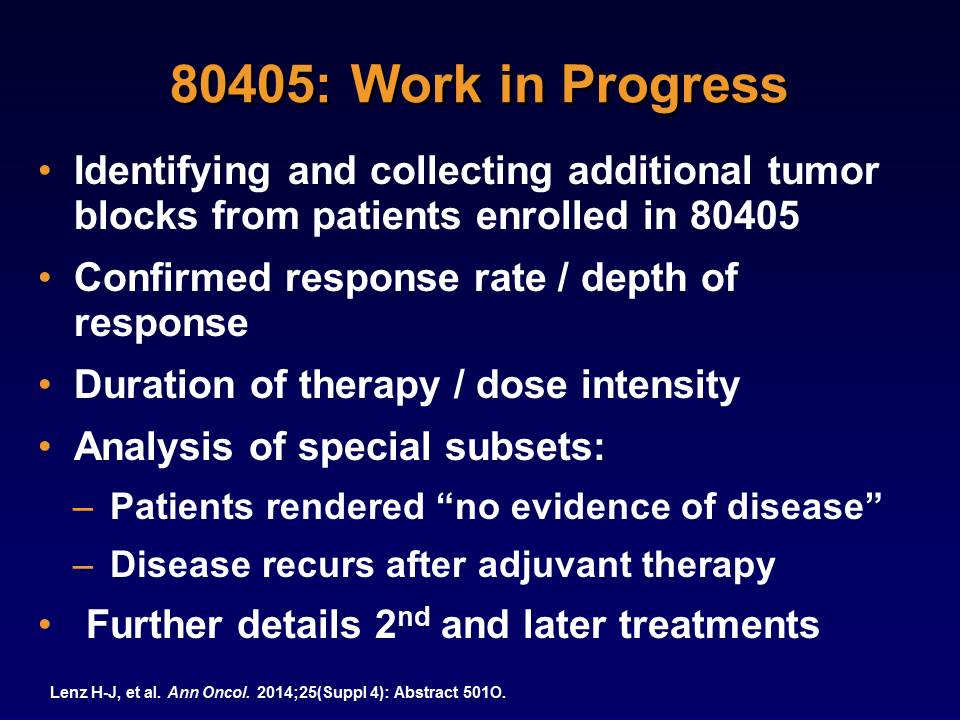 80405: Work in Progress
• Identifying and collecting additional tumor
blocks from patients enrolled in 80405
• Confirmed response rate / depth of
response
• Duration of therapy / dose intensity
• Analysis of special subsets:
– Patients rendered “no evidence of disease”
– Disease recurs after adjuvant therapy
• Further details 2nd and later treatments
Lenz H-J, et al. Ann Oncol. 2014;25(Suppl 4): Abstract 501O.